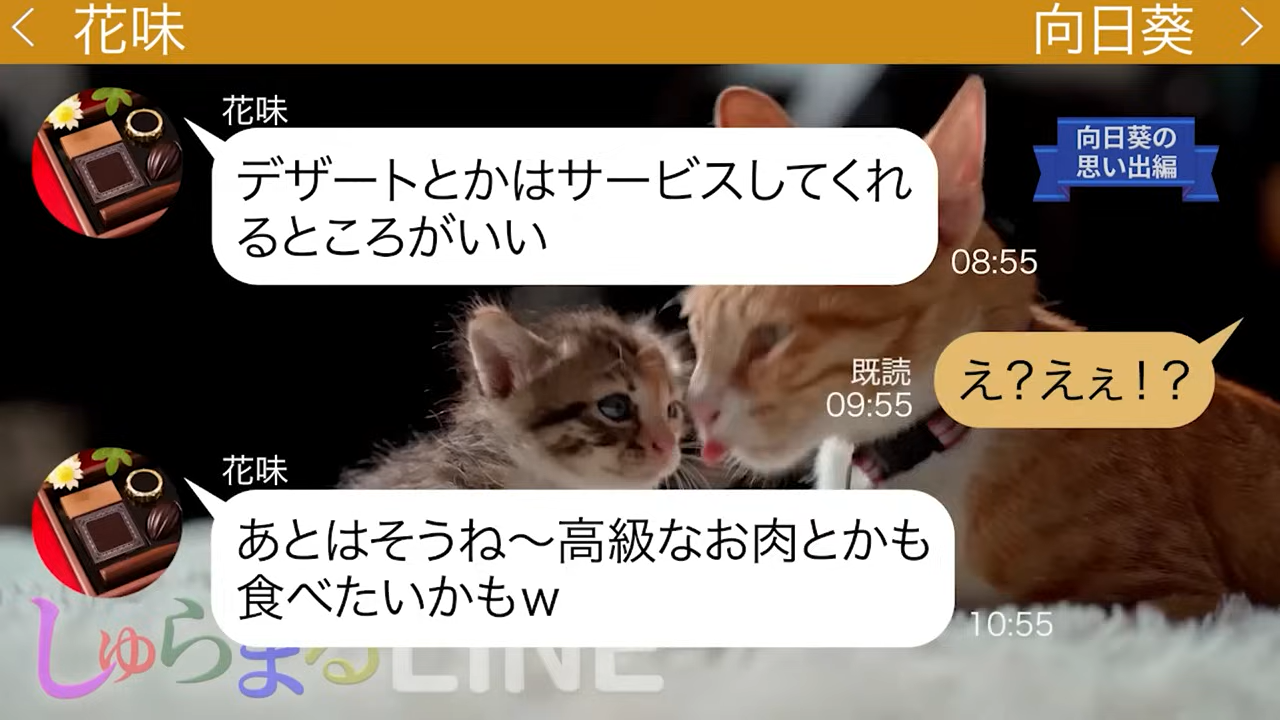 花味
向日葵
花味
デザートとかはサービスしてくれ
るところがいい
08:55
向日葵の
思い出編
え?えぇ!?
既読
09:55
花味
あとはそうね〜高級なお肉とかも
食べたいかもw
10:55
しゅらまるLINE